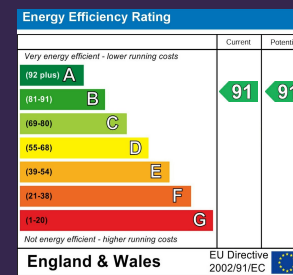 Energy Efficiency Rating
Current
Very energy efficient - lower running costs
(92 plus) A
(81-91) B
91
(69-80) C
(55-68) D
(39-54) E
(21-38) F
(1-20) G
Not energy efficient - higher running costs
England & Wales
EU Directive
2002/91/EC